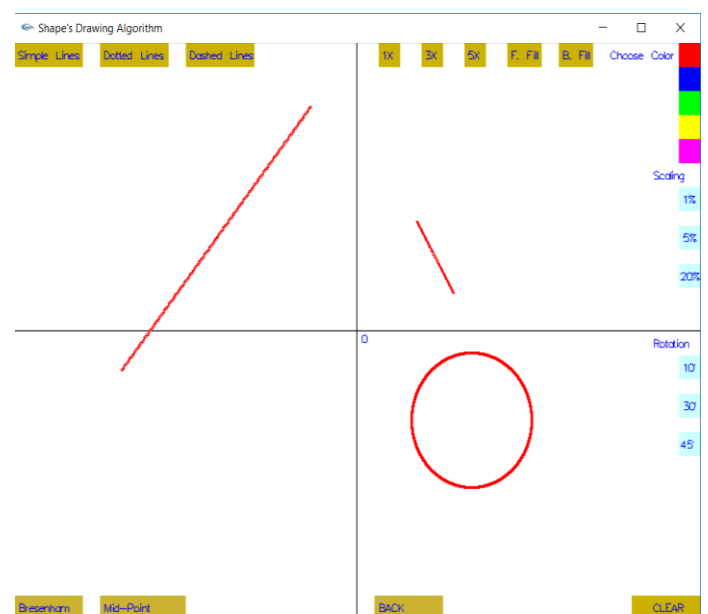 Shape's Drawing Algorithm
Simple Lines Dotted Lines Dashed Lines 1X 3X 5X F. Fill B. Fill Choose Color
Scaling
1%
5%
20%
0
Rotation
10'
30'
45'
Bresenham Mid-Point BACK CLEAR